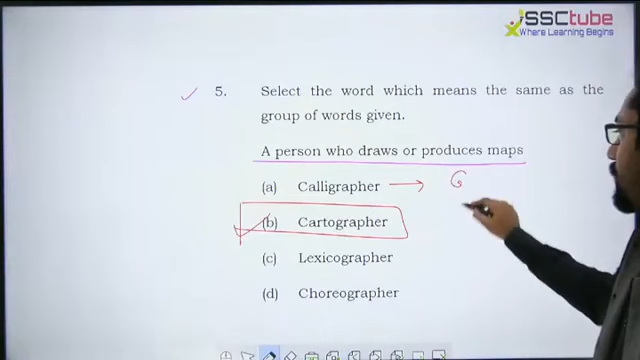 SSCtube
Where Learning Begins
5. Select the word which means the same as the
group of words given.
A person who draws or produces maps
(a) Calligrapher
(b) Cartographer
(c) Lexicographer
(d) Choreographer